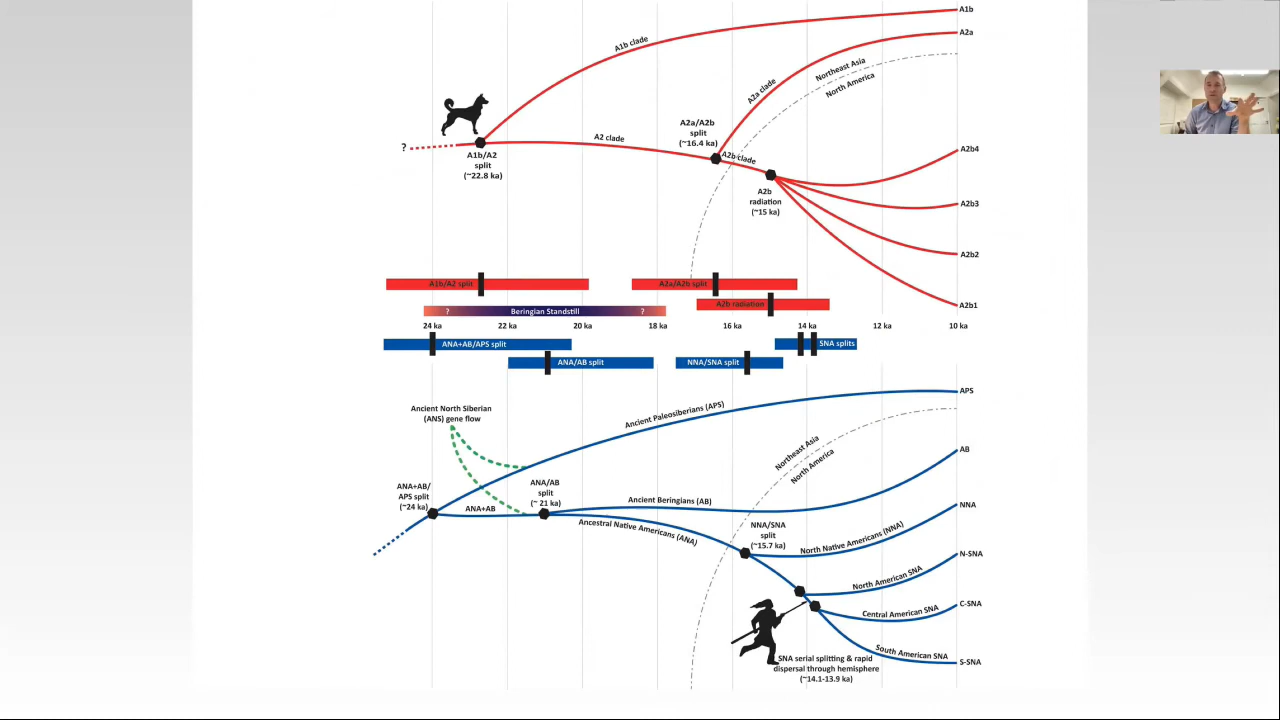 A1b
A1b clade
A2a
Northeast Asia
North America
A2a clade
A2a/A2b
split
(~16.4 ka)
A2 clade
?
A1b/A2
split
(~22.8 ka)
A2b clade
A2b4
A2b
radiation
(~15 ka)
A2b3
A2b2
A2b1
A1b/A2 split
A2a/A2b split
A2b radiation
? Beringian Standstill ?
24 ka 22 ka 20 ka 18 ka 16 ka 14 ka 12 ka 10 ka
ANA+AB/APS split
SNA splits
ANA/AB split
NNA/SNA split
APS
Ancient North Siberian
(ANS) gene flow
Ancient Paleosiberians (APS)
Northeast Asia
North America
AB
ANA+AB/
APS split
(~24 ka)
ANA/AB
split
(~ 21 ka)
ANA+AB
Ancient Beringians (AB)
Ancestral Native Americans (ANA)
NNA
NNA/SNA
split
(~15.7 ka)
North Native Americans (NNA)
N-SNA
North American SNA
C-SNA
Central American SNA
South American SNA
S-SNA
SNA serial splitting & rapid
dispersal through hemisphere
(~14.1-13.9 ka)